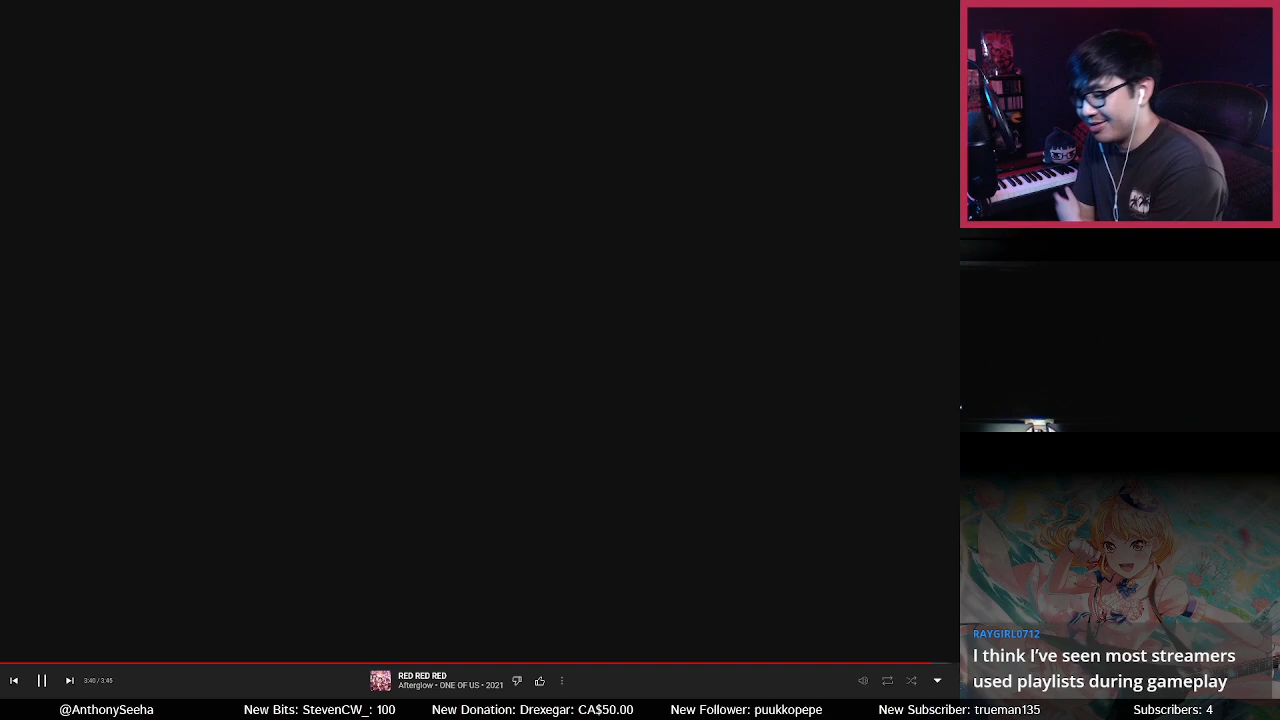 RAYGIRL0712
I think I've seen most streamers
used playlists during gameplay
3:40 / 3:45
RED RED RED
Afterglow • ONE OF US • 2021
@AnthonySeeha
New Bits: StevenCW_: 100
New Donation: Drexegar: CA$50.00
New Follower: puukkopepe
New Subscriber: trueman135
Subscribers: 4